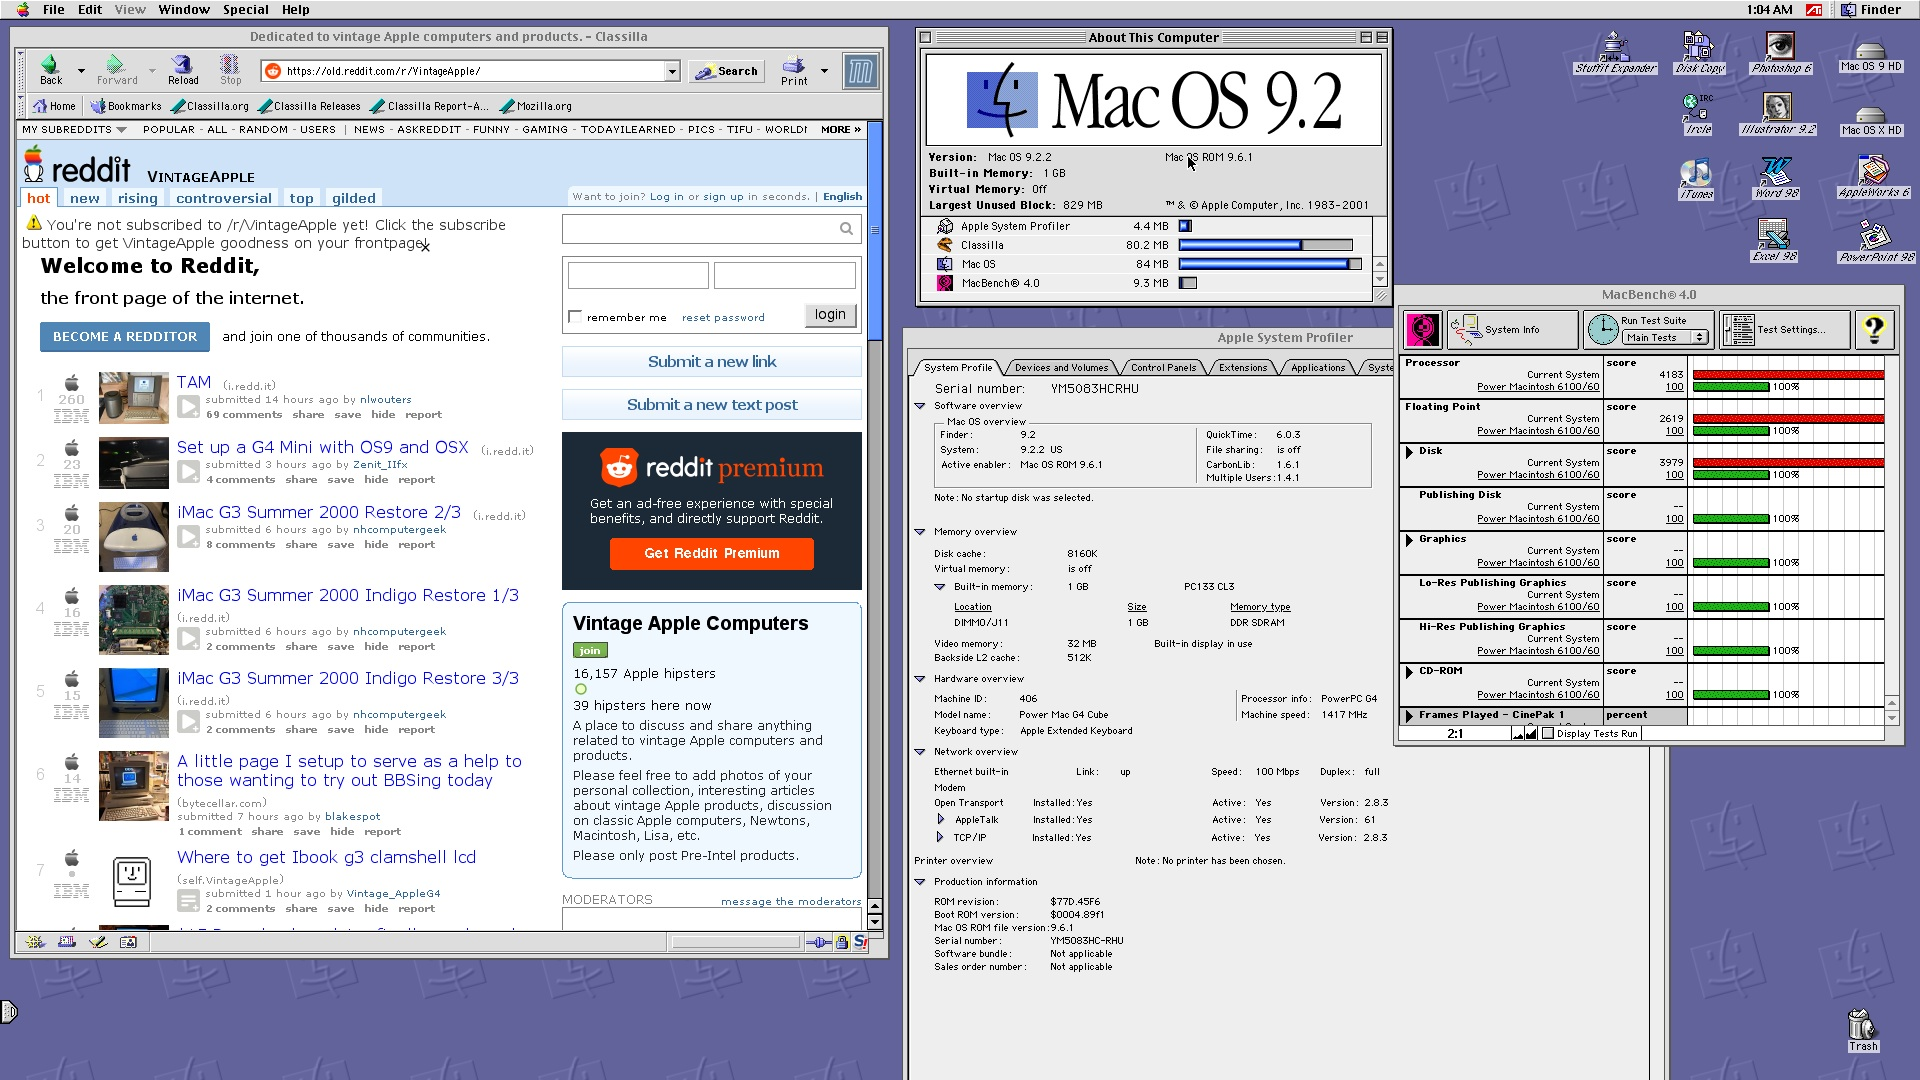 File Edit View Window Special Help
1:04 AM Finder
Dedicated to vintage Apple computers and products. - Classilla
Back Forward Reload Stop https://old.reddit.com/r/VintageApple/ Search Print
Home Bookmarks Classilla.org Classilla Releases Classilla Report-A... Mozilla.org
MY SUBREDDITS POPULAR - ALL - RANDOM - USERS | NEWS - ASKREDDIT - FUNNY - GAMING - TODAYILEARNED - PICS - TIFU - WORLD MORE »
reddit VINTAGEAPPLE
hot new rising controversial top gilded
Want to join? Log in or sign up in seconds. | English
You're not subscribed to /r/VintageApple yet! Click the subscribe
button to get VintageApple goodness on your frontpage!
Welcome to Reddit,
the front page of the internet.
BECOME A REDDITOR and join one of thousands of communities.
1 260 IBM TAM (i.redd.it)
submitted 14 hours ago by nlwouters
69 comments share save hide report
2 23 IBM Set up a G4 Mini with OS9 and OSX (i.redd.it)
submitted 3 hours ago by Zenit_IIfx
4 comments share save hide report
3 20 IBM iMac G3 Summer 2000 Restore 2/3 (i.redd.it)
submitted 6 hours ago by nhcomputergeek
8 comments share save hide report
4 16 IBM iMac G3 Summer 2000 Indigo Restore 1/3
(i.redd.it)
submitted 6 hours ago by nhcomputergeek
2 comments share save hide report
5 15 IBM iMac G3 Summer 2000 Indigo Restore 3/3
(i.redd.it)
submitted 6 hours ago by nhcomputergeek
2 comments share save hide report
6 14 IBM A little page I setup to serve as a help to
those wanting to try out BBSing today
(bytecellar.com)
submitted 7 hours ago by blakespot
1 comment share save hide report
7 • IBM Where to get Ibook g3 clamshell lcd
(self.VintageApple)
submitted 1 hour ago by Vintage_AppleG4
2 comments share save hide report
remember me reset password login
Submit a new link
Submit a new text post
reddit premium
Get an ad-free experience with special
benefits, and directly support Reddit.
Get Reddit Premium
Vintage Apple Computers
join
16,157 Apple hipsters
39 hipsters here now
A place to discuss and share anything
related to vintage Apple computers and
products.
Please feel free to add photos of your
personal collection, interesting articles
about vintage Apple products, discussion
on classic Apple computers, Newtons,
Macintosh, Lisa, etc.
Please only post Pre-Intel products.
MODERATORS message the moderators
About This Computer
Mac OS 9.2
Version: Mac OS 9.2.2 Mac OS ROM 9.6.1
Built-in Memory: 1 GB
Virtual Memory: Off
Largest Unused Block: 829 MB ™ & © Apple Computer, Inc. 1983-2001
Apple System Profiler 4.4 MB
Classilla 80.2 MB
Mac OS 84 MB
MacBench® 4.0 9.3 MB
Apple System Profiler
System Profile Devices and Volumes Control Panels Extensions Applications Syste
Serial number: YM5083HCRHU
Software overview
Mac OS overview
Finder: 9.2 QuickTime: 6.0.3
System: 9.2.2 US File sharing: is off
Active enabler: Mac OS ROM 9.6.1 CarbonLib: 1.6.1
Multiple Users: 1.4.1
Note: No startup disk was selected.
Memory overview
Disk cache: 8160K
Virtual memory: is off
Built-in memory: 1 GB PC133 CL3
Location Size Memory type
DIMM0/J11 1 GB DDR SDRAM
Video memory: 32 MB Built-in display in use
Backside L2 cache: 512K
Hardware overview
Machine ID: 406 Processor info: PowerPC G4
Model name: Power Mac G4 Cube Machine speed: 1417 MHz
Keyboard type: Apple Extended Keyboard
Network overview
Ethernet built-in Link: up Speed: 100 Mbps Duplex: full
Modem
Open Transport Installed: Yes Active: Yes Version: 2.8.3
AppleTalk Installed: Yes Active: Yes Version: 61
TCP/IP Installed: Yes Active: Yes Version: 2.8.3
Printer overview Note: No printer has been chosen.
Production information
ROM revision: $77D.45F6
Boot ROM version: $0004.89f1
Mac OS ROM file version: 9.6.1
Serial number: YM5083HC-RHU
Software bundle: Not applicable
Sales order number: Not applicable
MacBench® 4.0
System Info Run Test Suite Main Tests Test Settings... ?
Processor score
Current System 4183
Power Macintosh 6100/60 100 100%
Floating Point score
Current System 2619
Power Macintosh 6100/60 100 100%
Disk score
Current System 3979
Power Macintosh 6100/60 100 100%
Publishing Disk score
Current System --
Power Macintosh 6100/60 100 100%
Graphics score
Current System --
Power Macintosh 6100/60 100 100%
Lo-Res Publishing Graphics score
Current System --
Power Macintosh 6100/60 100 100%
Hi-Res Publishing Graphics score
Current System --
Power Macintosh 6100/60 100 100%
CD-ROM score
Current System --
Power Macintosh 6100/60 100 100%
Frames Played - CinePak 1 percent
2:1 Display Tests Run
StuffIt Expander Disk Copy Photoshop 6 Mac OS 9 HD
IRC
Ircle Illustrator 9.2 Mac OS X HD
iTunes Word 98 AppleWorks 6
Excel 98 PowerPoint 98
Trash